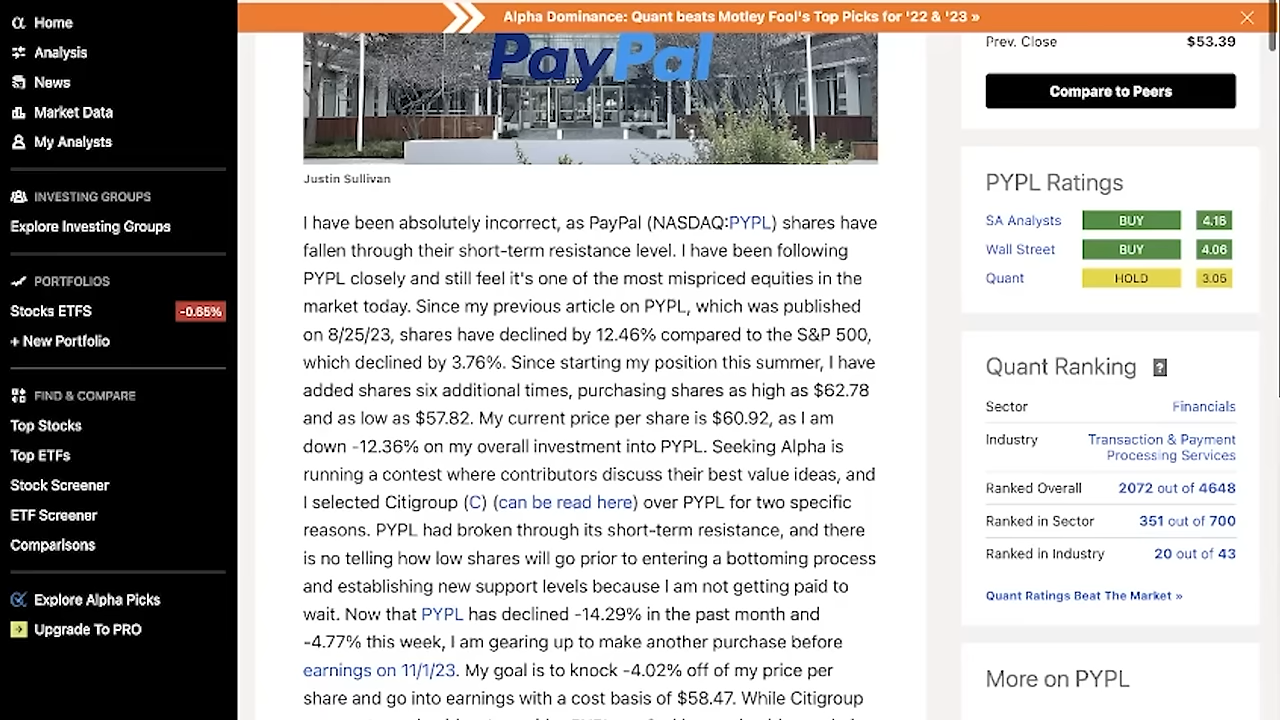 Home
Analysis
News
Market Data
My Analysts
INVESTING GROUPS
Explore Investing Groups
PORTFOLIOS
Stocks ETFS -0.65%
+ New Portfolio
FIND & COMPARE
Top Stocks
Top ETFs
Stock Screener
ETF Screener
Comparisons
Explore Alpha Picks
Upgrade To PRO
Alpha Dominance: Quant beats Motley Fool's Top Picks for '22 & '23 »
PayPal
Justin Sullivan
I have been absolutely incorrect, as PayPal (NASDAQ:PYPL) shares have
fallen through their short-term resistance level. I have been following
PYPL closely and still feel it's one of the most mispriced equities in the
market today. Since my previous article on PYPL, which was published
on 8/25/23, shares have declined by 12.46% compared to the S&P 500,
which declined by 3.76%. Since starting my position this summer, I have
added shares six additional times, purchasing shares as high as $62.78
and as low as $57.82. My current price per share is $60.92, as I am
down -12.36% on my overall investment into PYPL. Seeking Alpha is
running a contest where contributors discuss their best value ideas, and
I selected Citigroup (C) (can be read here) over PYPL for two specific
reasons. PYPL had broken through its short-term resistance, and there
is no telling how low shares will go prior to entering a bottoming process
and establishing new support levels because I am not getting paid to
wait. Now that PYPL has declined -14.29% in the past month and
-4.77% this week, I am gearing up to make another purchase before
earnings on 11/1/23. My goal is to knock -4.02% off of my price per
share and go into earnings with a cost basis of $58.47. While Citigroup
Prev. Close $53.39
Compare to Peers
PYPL Ratings
SA Analysts BUY 4.16
Wall Street BUY 4.06
Quant HOLD 3.05
Quant Ranking ?
Sector Financials
Industry Transaction & Payment
Processing Services
Ranked Overall 2072 out of 4648
Ranked in Sector 351 out of 700
Ranked in Industry 20 out of 43
Quant Ratings Beat The Market »
More on PYPL